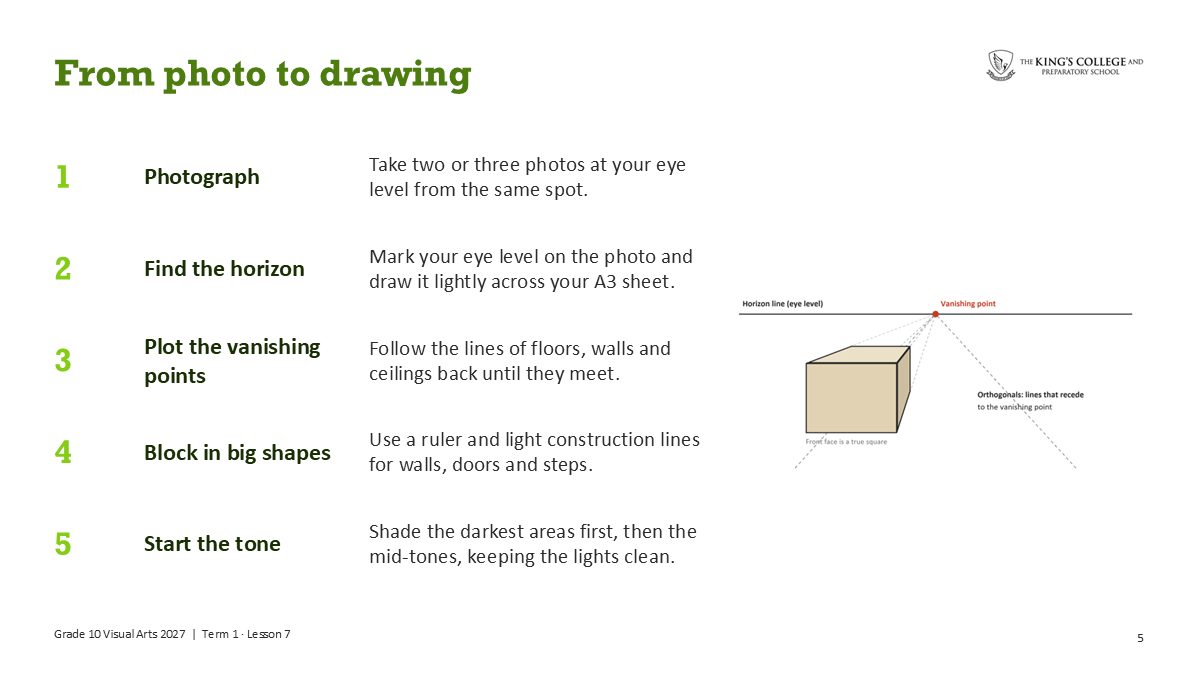 From photo to drawing
THE KING'S COLLEGE AND
PREPARATORY SCHOOL
1
Photograph
Take two or three photos at your eye
level from the same spot.
2
Find the horizon
Mark your eye level on the photo and
draw it lightly across your A3 sheet.
3
Plot the vanishing
points
Follow the lines of floors, walls and
ceilings back until they meet.
4
Block in big shapes
Use a ruler and light construction lines
for walls, doors and steps.
5
Start the tone
Shade the darkest areas first, then the
mid-tones, keeping the lights clean.
Horizon line (eye level)
Vanishing point
Orthogonals: lines that recede
to the vanishing point
Front face is a true square
Grade 10 Visual Arts 2027 | Term 1 · Lesson 7
5